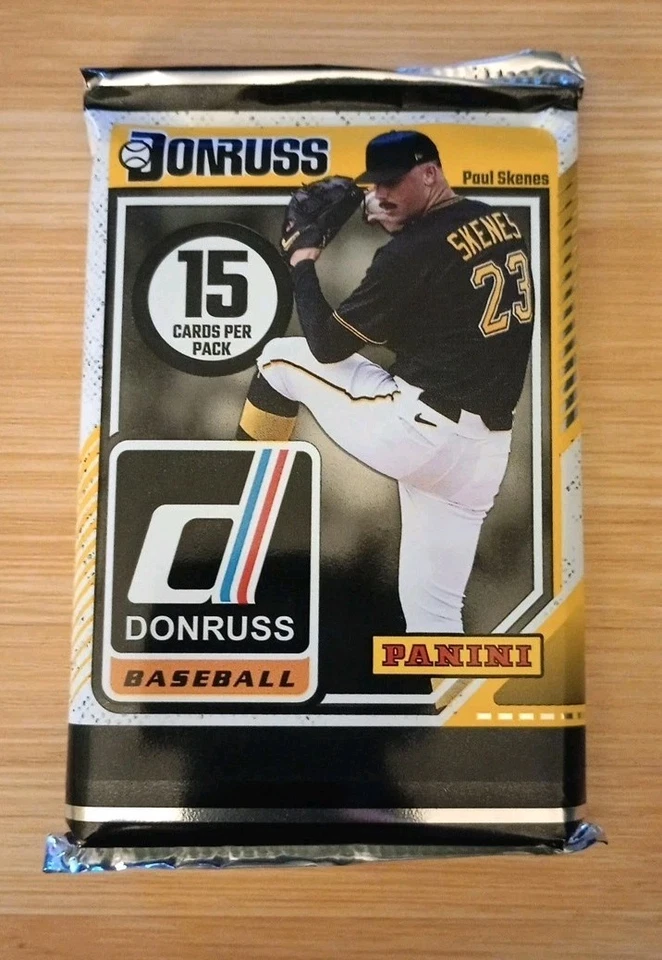 DONRUSS
Paul Skenes
SKENES
23
15
CARDS PER
PACK
d
DONRUSS
BASEBALL
PANINI